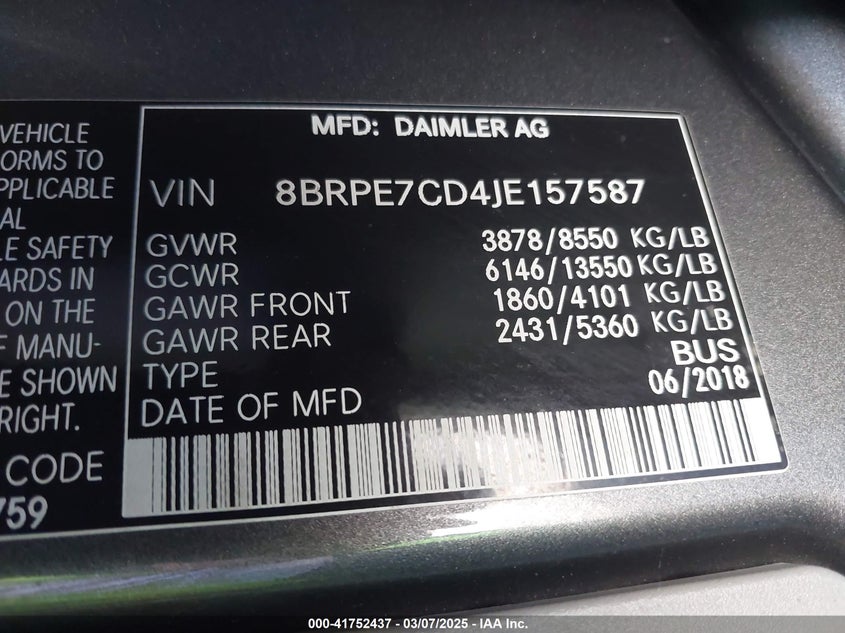 VEHICLE
ORMS TO
APPLICABLE
AL
LE SAFETY
ARDS IN
ON THE
F MANU-
E SHOWN
RIGHT.
CODE
759
MFD: DAIMLER AG
VIN 8BRPE7CD4JE157587
GVWR 3878/8550 KG/LB
GCWR 6146/13550 KG/LB
GAWR FRONT 1860/4101 KG/LB
GAWR REAR 2431/5360 KG/LB
TYPE BUS
DATE OF MFD 06/2018
000-41752437 - 03/07/2025 - IAA Inc.